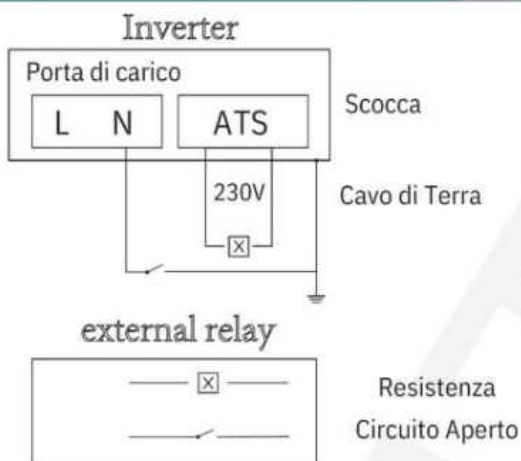 Inverter
Porta di carico
L N ATS
Scocca
230V
Cavo di Terra
X
external relay
X
Resistenza
Circuito Aperto